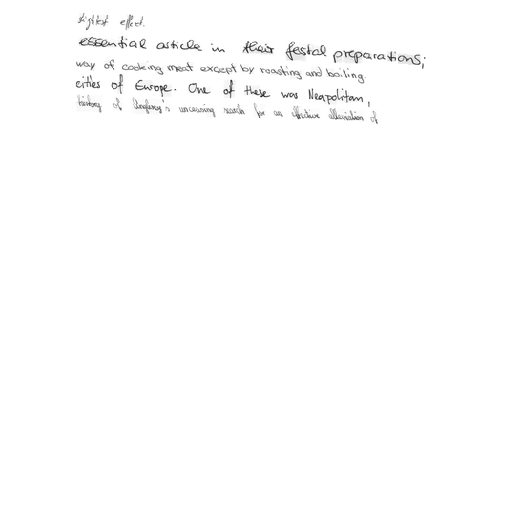 slightest effect.
essential article in their festal preparations;
way of cooking meat except by roasting and boiling.
cities of Europe. One of these was Neapolitan,
history of unceasing search for an effective alleviation of